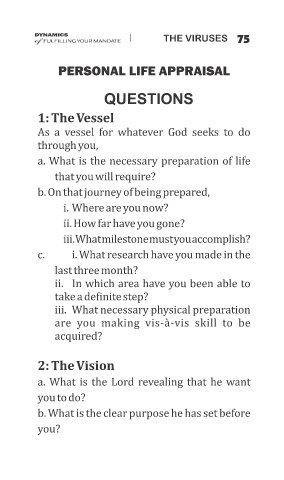 DYNAMICS
of FULFILLING YOUR MANDATE | THE VIRUSES 75
PERSONAL LIFE APPRAISAL
QUESTIONS
1: The Vessel
As a vessel for whatever God seeks to do
through you,
a. What is the necessary preparation of life
that you will require?
b. On that journey of being prepared,
i. Where are you now?
ii. How far have you gone?
iii. What milestone must you accomplish?
c. i. What research have you made in the
last three month?
ii. In which area have you been able to
take a definite step?
iii. What necessary physical preparation
are you making vis-à-vis skill to be
acquired?
2: The Vision
a. What is the Lord revealing that he want
you to do?
b. What is the clear purpose he has set before
you?